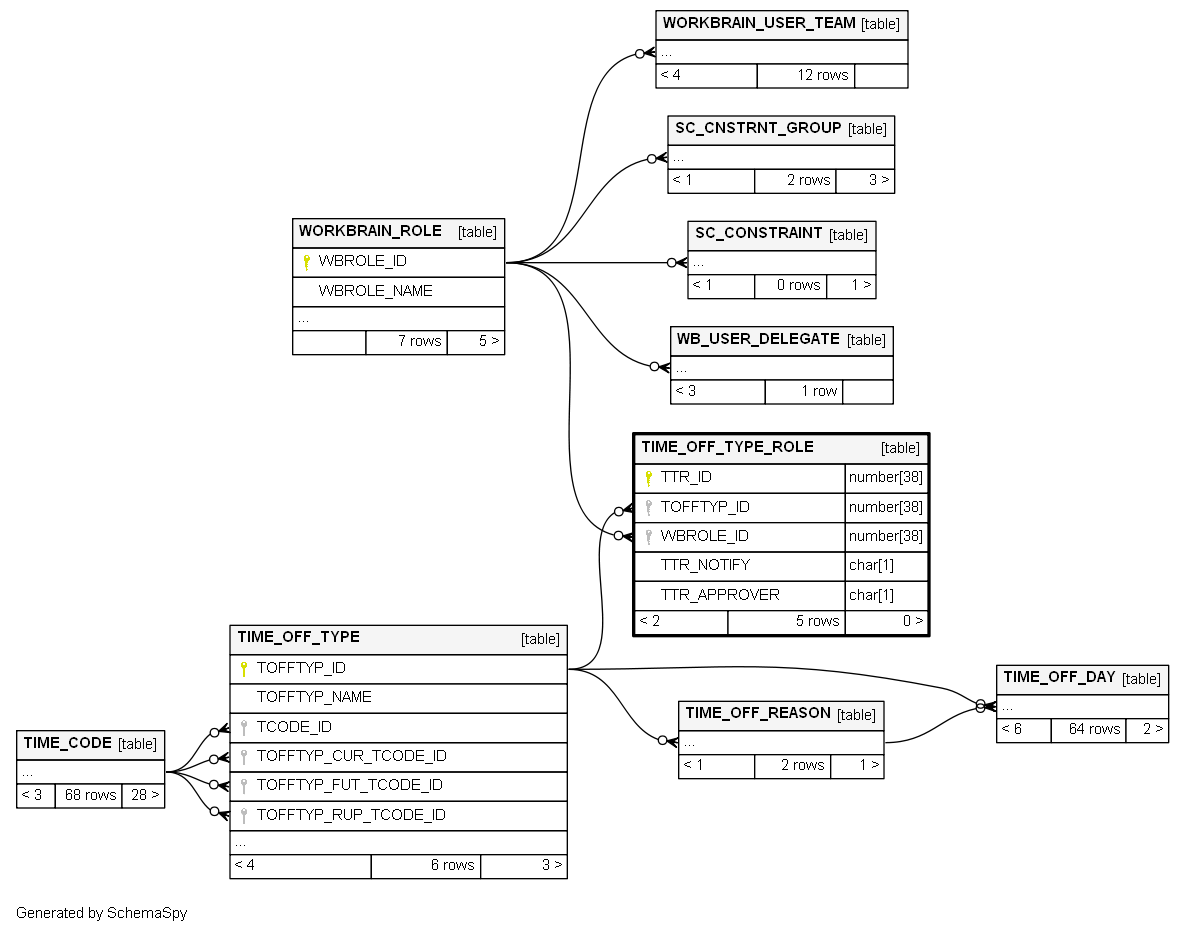 WORKBRAIN_USER_TEAM [table]
...
< 4 12 rows
SC_CNSTRNT_GROUP [table]
...
< 1 2 rows 3 >
WORKBRAIN_ROLE [table]
WBROLE_ID
WBROLE_NAME
...
7 rows 5 >
SC_CONSTRAINT [table]
...
< 1 0 rows 1 >
WB_USER_DELEGATE [table]
...
< 3 1 row
TIME_OFF_TYPE_ROLE [table]
TTR_ID number[38]
TOFFTYP_ID number[38]
WBROLE_ID number[38]
TTR_NOTIFY char[1]
TTR_APPROVER char[1]
< 2 5 rows 0 >
TIME_OFF_TYPE [table]
TOFFTYP_ID
TOFFTYP_NAME
TCODE_ID
TOFFTYP_CUR_TCODE_ID
TOFFTYP_FUT_TCODE_ID
TOFFTYP_RUP_TCODE_ID
...
< 4 6 rows 3 >
TIME_CODE [table]
...
< 3 68 rows 28 >
TIME_OFF_REASON [table]
...
< 1 2 rows 1 >
TIME_OFF_DAY [table]
...
< 6 64 rows 2 >
Generated by SchemaSpy